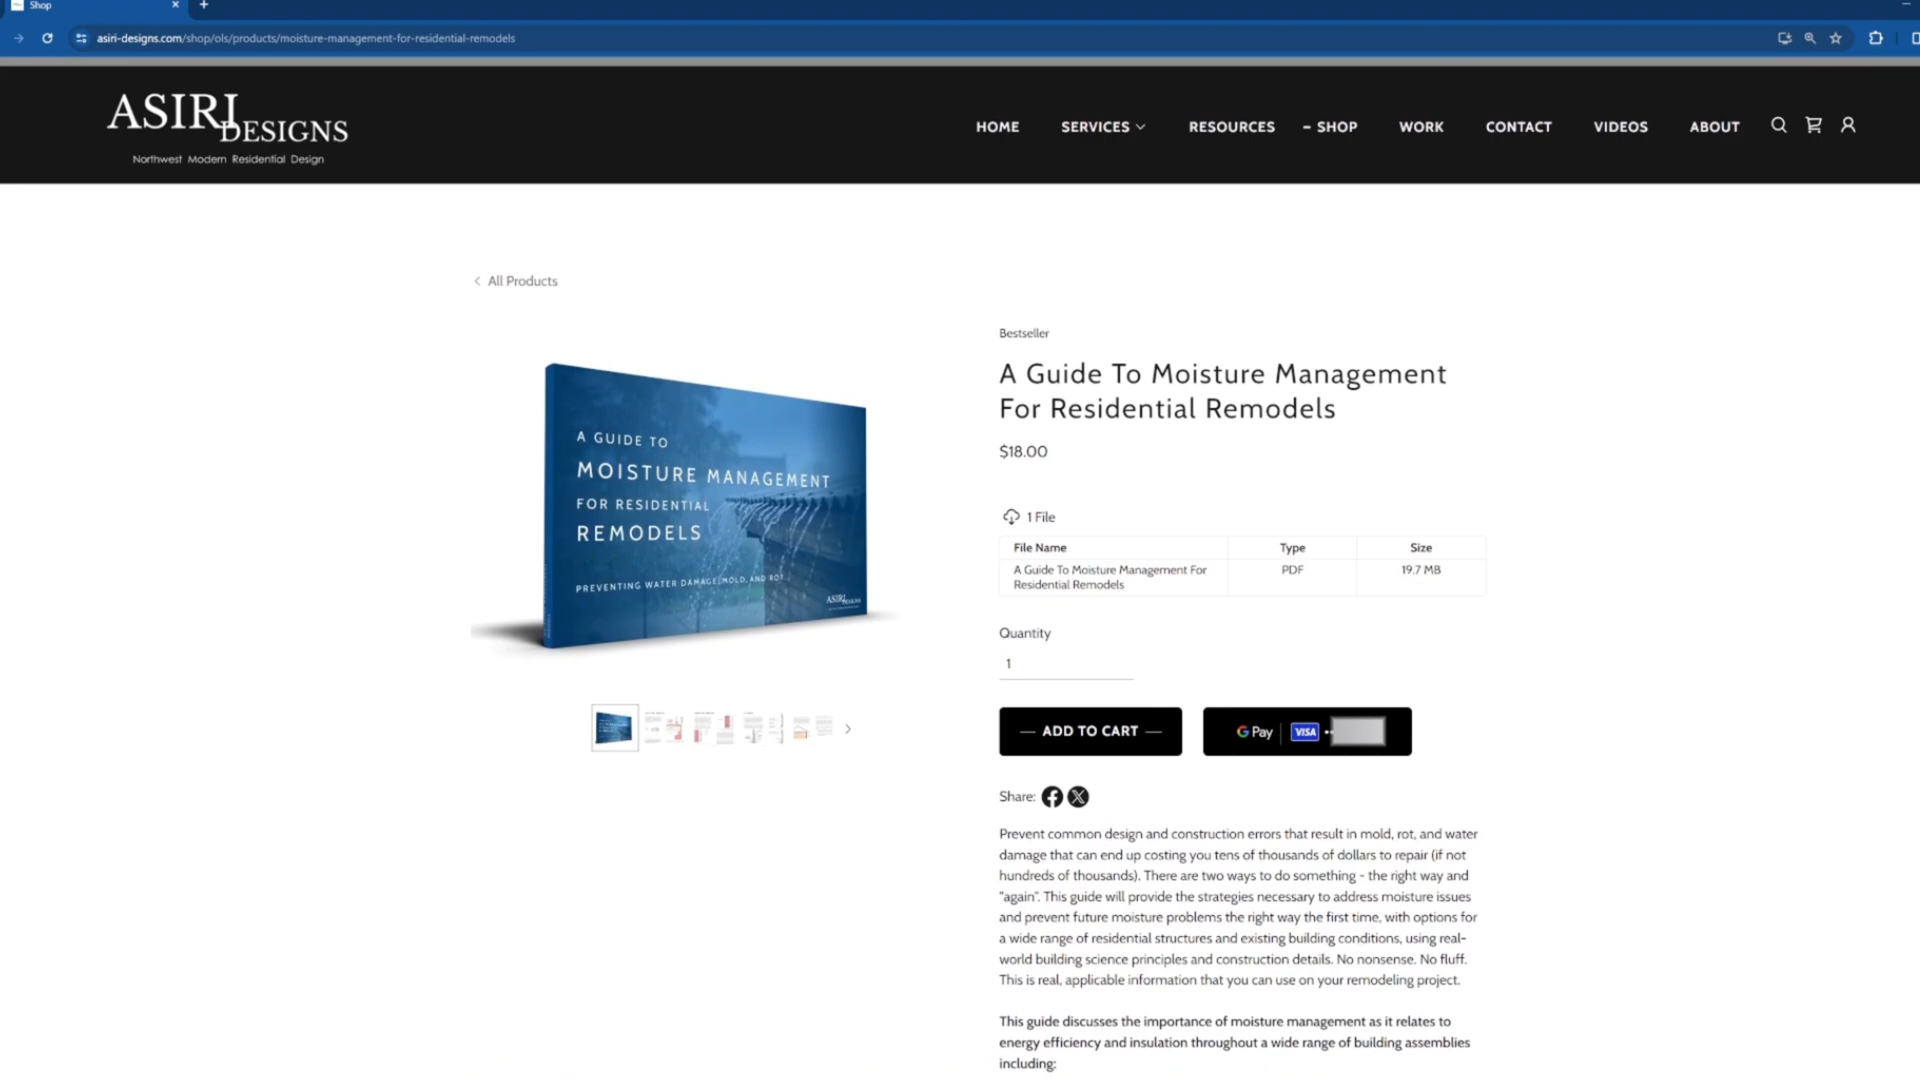 Shop
asiri-designs.com/shop/ols/products/moisture-management-for-residential-remodels
ASIRI DESIGNS
Northwest Modern Residential Design
HOME SERVICES RESOURCES SHOP WORK CONTACT VIDEOS ABOUT
All Products
A GUIDE TO
MOISTURE MANAGEMENT
FOR RESIDENTIAL
REMODELS
PREVENTING WATER DAMAGE, MOLD, AND ROT
ASIRI DESIGNS
Bestseller
A Guide To Moisture Management
For Residential Remodels
$18.00
1 File
File Name Type Size
A Guide To Moisture Management For PDF 19.7 MB
Residential Remodels
Quantity
1
ADD TO CART
G Pay VISA
Share:
Prevent common design and construction errors that result in mold, rot, and water
damage that can end up costing you tens of thousands of dollars to repair (if not
hundreds of thousands). There are two ways to do something - the right way and
"again". This guide will provide the strategies necessary to address moisture issues
and prevent future moisture problems the right way the first time, with options for
a wide range of residential structures and existing building conditions, using real-
world building science principles and construction details. No nonsense. No fluff.
This is real, applicable information that you can use on your remodeling project.
This guide discusses the importance of moisture management as it relates to
energy efficiency and insulation throughout a wide range of building assemblies
including: